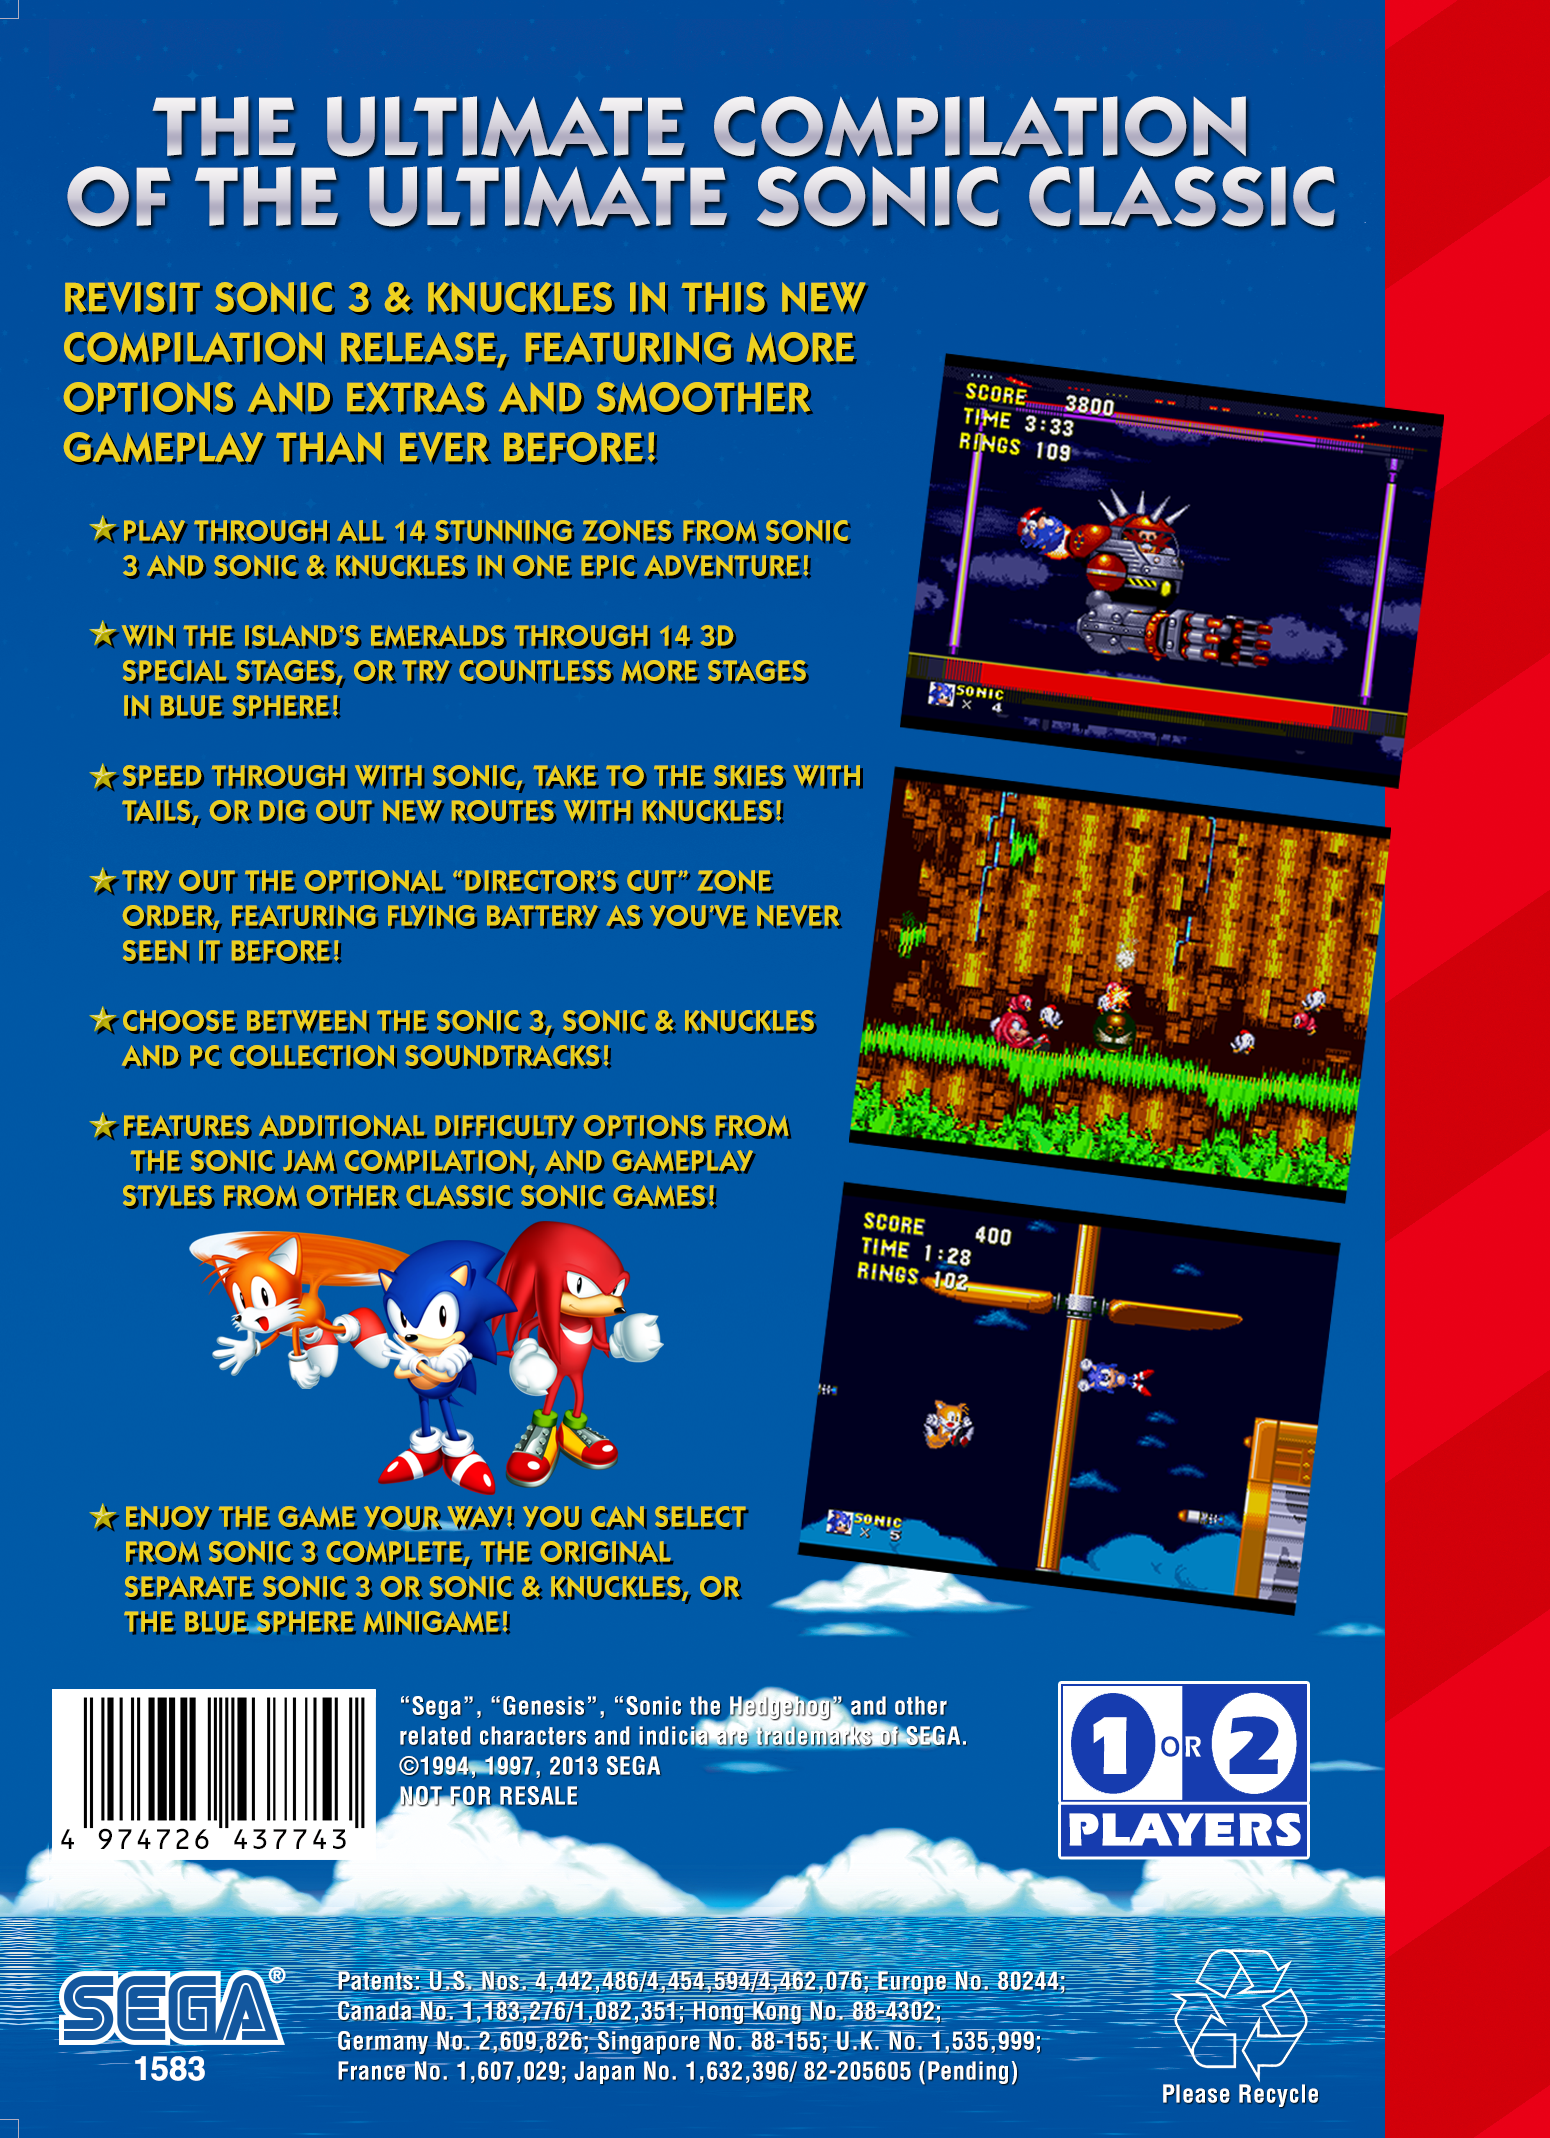 THE ULTIMATE COMPILATION
OF THE ULTIMATE SONIC CLASSIC
REVISIT SONIC 3 & KNUCKLES IN THIS NEW
COMPILATION RELEASE, FEATURING MORE
OPTIONS AND EXTRAS AND SMOOTHER
GAMEPLAY THAN EVER BEFORE!
PLAY THROUGH ALL 14 STUNNING ZONES FROM SONIC
3 AND SONIC & KNUCKLES IN ONE EPIC ADVENTURE!
WIN THE ISLAND'S EMERALDS THROUGH 14 3D
SPECIAL STAGES, OR TRY COUNTLESS MORE STAGES
IN BLUE SPHERE!
SPEED THROUGH WITH SONIC, TAKE TO THE SKIES WITH
TAILS, OR DIG OUT NEW ROUTES WITH KNUCKLES!
TRY OUT THE OPTIONAL “DIRECTOR'S CUT” ZONE
ORDER, FEATURING FLYING BATTERY AS YOU'VE NEVER
SEEN IT BEFORE!
CHOOSE BETWEEN THE SONIC 3, SONIC & KNUCKLES
AND PC COLLECTION SOUNDTRACKS!
FEATURES ADDITIONAL DIFFICULTY OPTIONS FROM
THE SONIC JAM COMPILATION, AND GAMEPLAY
STYLES FROM OTHER CLASSIC SONIC GAMES!
ENJOY THE GAME YOUR WAY! YOU CAN SELECT
FROM SONIC 3 COMPLETE, THE ORIGINAL
SEPARATE SONIC 3 OR SONIC & KNUCKLES, OR
THE BLUE SPHERE MINIGAME!
SCORE 3800
TIME 3:33
RINGS 109
SONIC
× 4
SCORE 400
TIME 1:28
RINGS 102
SONIC
× 5
4 974726 437743
“Sega”, “Genesis”, “Sonic the Hedgehog” and other
related characters and indicia are trademarks of SEGA.
©1994, 1997, 2013 SEGA
NOT FOR RESALE
1 OR 2
PLAYERS
SEGA®
1583
Patents: U.S. Nos. 4,442,486/4,454,594/4,462,076; Europe No. 80244;
Canada No. 1,183,276/1,082,351; Hong Kong No. 88-4302;
Germany No. 2,609,826; Singapore No. 88-155; U.K. No. 1,535,999;
France No. 1,607,029; Japan No. 1,632,396/ 82-205605 (Pending)
Please Recycle